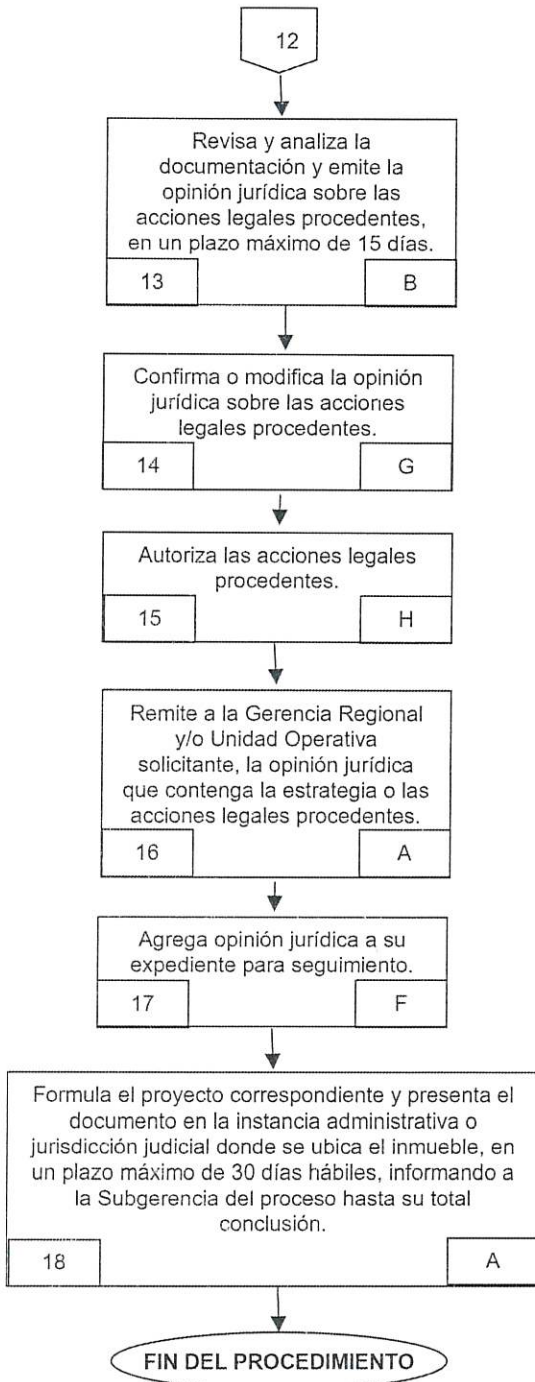 12
Revisa y analiza la
documentación y emite la
opinión jurídica sobre las
acciones legales procedentes,
en un plazo máximo de 15 días.
13 B
Confirma o modifica la opinión
jurídica sobre las acciones
legales procedentes.
14 G
Autoriza las acciones legales
procedentes.
15 H
Remite a la Gerencia Regional
y/o Unidad Operativa
solicitante, la opinión jurídica
que contenga la estrategia o las
acciones legales procedentes.
16 A
Agrega opinión jurídica a su
expediente para seguimiento.
17 F
Formula el proyecto correspondiente y presenta el
documento en la instancia administrativa o
jurisdicción judicial donde se ubica el inmueble, en
un plazo máximo de 30 días hábiles, informando a
la Subgerencia del proceso hasta su total
conclusión.
18 A
FIN DEL PROCEDIMIENTO